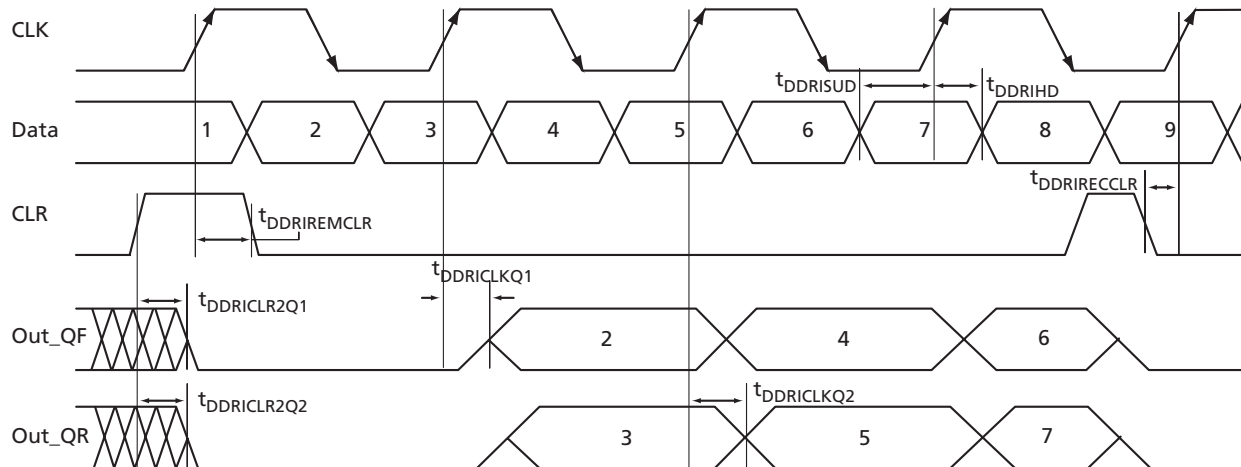 CLK
tDDRISUD
tDDRIHD
Data 1 2 3 4 5 6 7 8 9
tDDRIRECCLR
CLR
tDDRIREMCLR
tDDRICLKQ1
tDDRICLR2Q1
Out_QF 2 4 6
tDDRICLR2Q2 tDDRICLKQ2
Out_QR 3 5 7